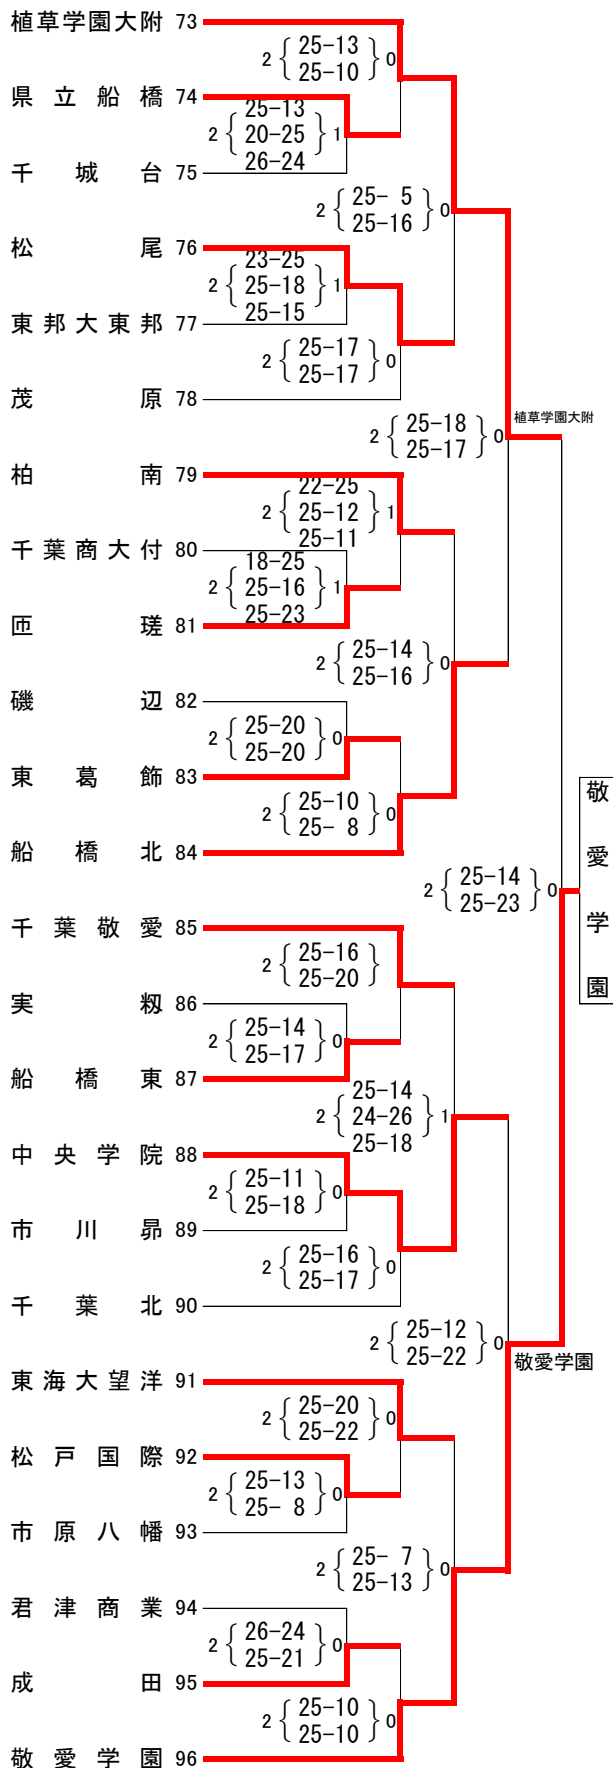 植草学園大附 73
2 25-13 0
25-10
県立船橋 74
25-13
2 20-25 1
26-24
千城台 75
2 25- 5 0
25-16
松尾 76
23-25
2 25-18 1
25-15
東邦大東邦 77
2 25-17 0
25-17
茂原 78
植草学園大附
2 25-18 0
25-17
柏南 79
22-25
2 25-12 1
25-11
千葉商大付 80
18-25
2 25-16 1
25-23
匝瑳 81
2 25-14 0
25-16
磯辺 82
2 25-20 0
25-20
東葛飾 83
2 25-10 0
25- 8
船橋北 84
敬愛学園
2 25-14 0
25-23
千葉敬愛 85
2 25-16
25-20
実籾 86
2 25-14 0
25-17
船橋東 87
25-14
2 24-26 1
25-18
中央学院 88
2 25-11 0
25-18
市川昴 89
2 25-16 0
25-17
千葉北 90
2 25-12 0
25-22
敬愛学園
東海大望洋 91
2 25-20 0
25-22
松戸国際 92
2 25-13 0
25- 8
市原八幡 93
2 25- 7 0
25-13
君津商業 94
2 26-24 0
25-21
成田 95
2 25-10 0
25-10
敬愛学園 96